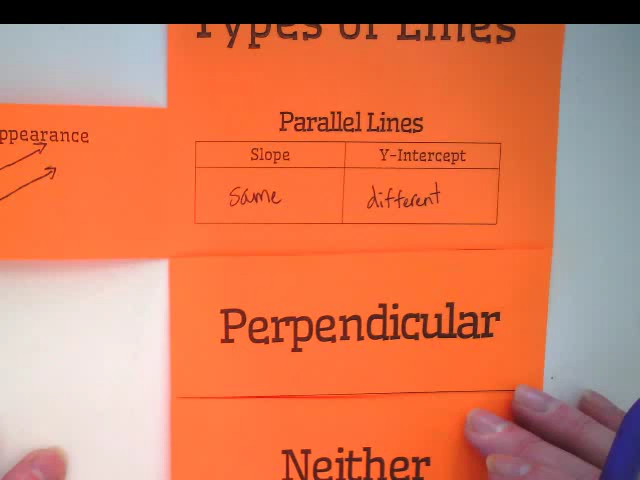 Types of Lines
ppearance
Parallel Lines
Slope Y-Intercept
same different
Perpendicular
Neither